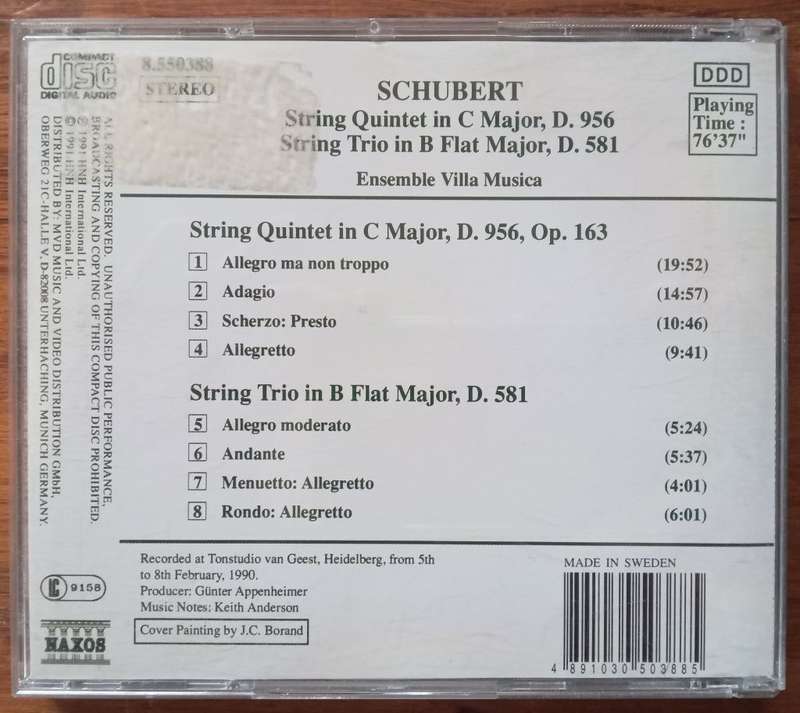 COMPACT
disc
DIGITAL AUDIO
8.550388
STEREO
SCHUBERT
String Quintet in C Major, D. 956
String Trio in B Flat Major, D. 581
Ensemble Villa Musica
DDD
Playing
Time :
76'37"
String Quintet in C Major, D. 956, Op. 163
1 Allegro ma non troppo (19:52)
2 Adagio (14:57)
3 Scherzo: Presto (10:46)
4 Allegretto (9:41)
String Trio in B Flat Major, D. 581
5 Allegro moderato (5:24)
6 Andante (5:37)
7 Menuetto: Allegretto (4:01)
8 Rondo: Allegretto (6:01)
ALL RIGHTS RESERVED. UNAUTHORISED PUBLIC PERFORMANCE,
BROADCASTING AND COPYING OF THIS COMPACT DISC PROHIBITED.
℗ 1991 HNH International Ltd.
© 1991 HNH International Ltd.
DISTRIBUTED BY: MVD MUSIC AND VIDEO DISTRIBUTION GMBH,
OBERWEG 21C-HALLE V, D-82008 UNTERHACHING, MUNICH GERMANY.
Recorded at Tonstudio van Geest, Heidelberg, from 5th
to 8th February, 1990.
Producer: Günter Appenheimer
Music Notes: Keith Anderson
Cover Painting by J.C. Borand
LC 9158
NAXOS
MADE IN SWEDEN
4 891030 503885